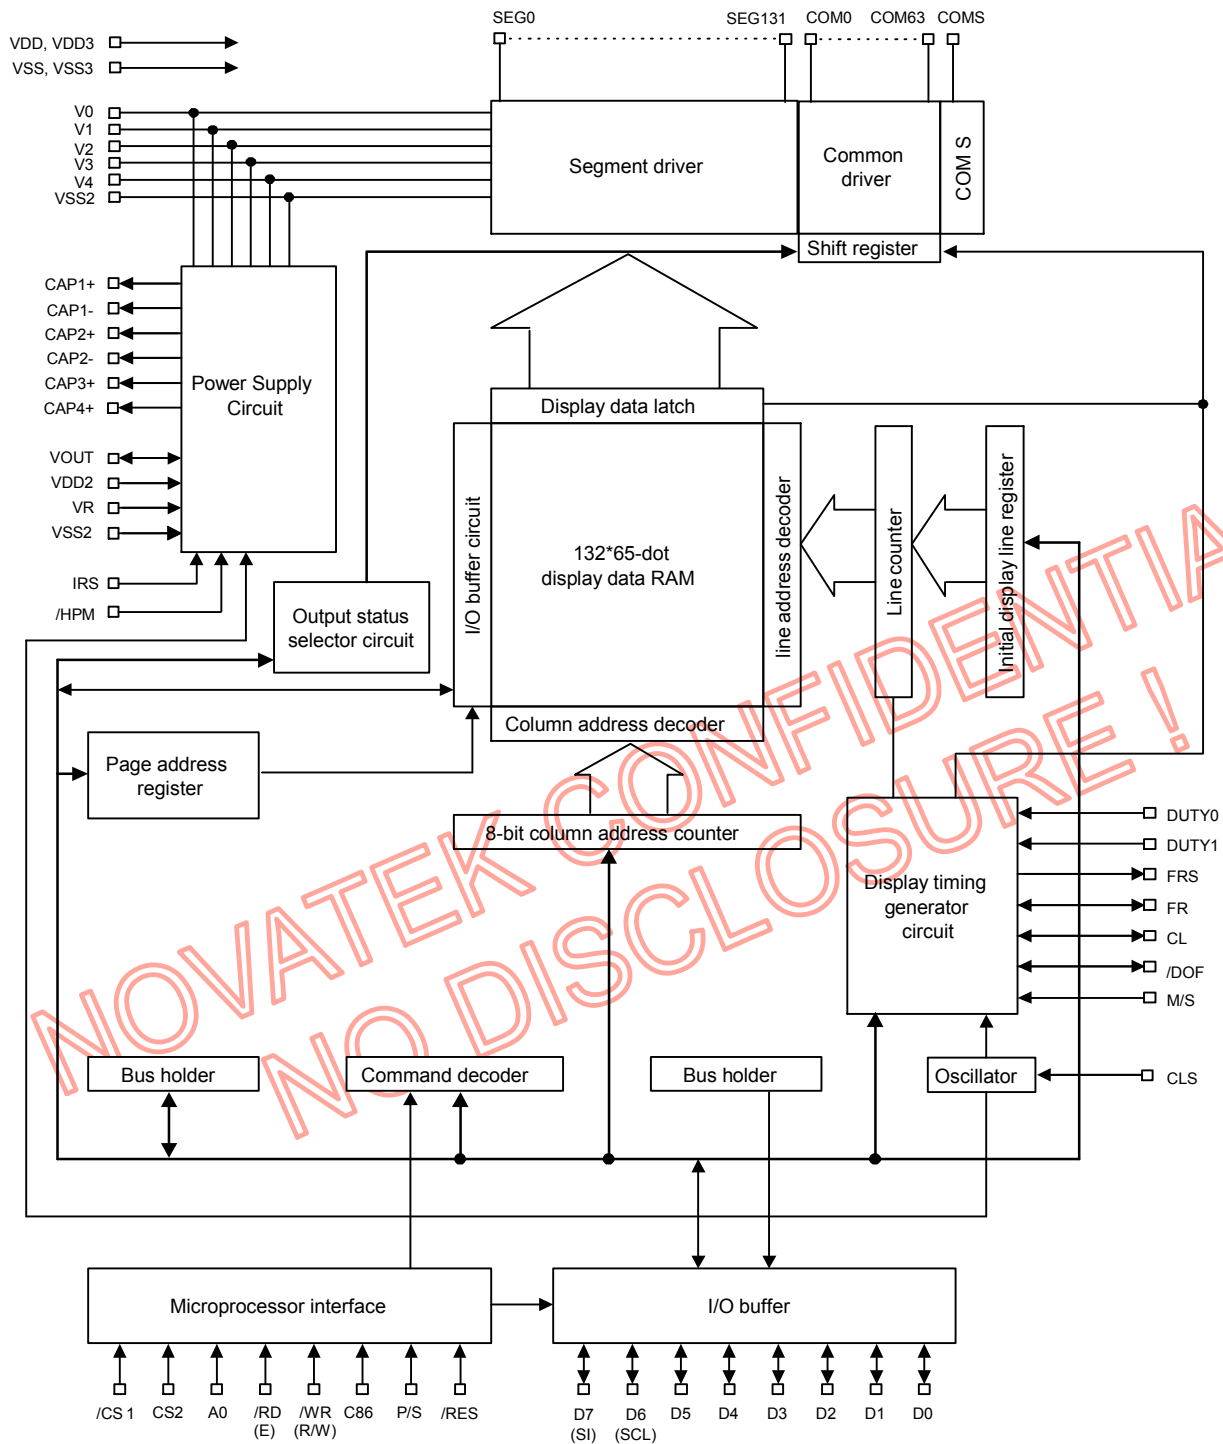 SEG0 SEG131 COM0 COM63 COMS
VDD, VDD3
VSS, VSS3
V0
V1
V2
V3
V4
VSS2
Segment driver
Common
driver
COM S
Shift register
CAP1+
CAP1-
CAP2+
CAP2-
CAP3+
CAP4+
VOUT
VDD2
VR
VSS2
IRS
/HPM
Power Supply
Circuit
Display data latch
I/O buffer circuit
132*65-dot
display data RAM
line address decoder
Line counter
Initial display line register
Output status
selector circuit
Column address decoder
Page address
register
8-bit column address counter
Display timing
generator
circuit
DUTY0
DUTY1
FRS
FR
CL
/DOF
M/S
CLS
Bus holder
Command decoder
Bus holder
Oscillator
Microprocessor interface
I/O buffer
/CS 1 CS2 A0 /RD /WR C86 P/S /RES
(E) (R/W)
D7 D6 D5 D4 D3 D2 D1 D0
(SI) (SCL)
NOVATEK CONFIDENTIA
NO DISCLOSURE !